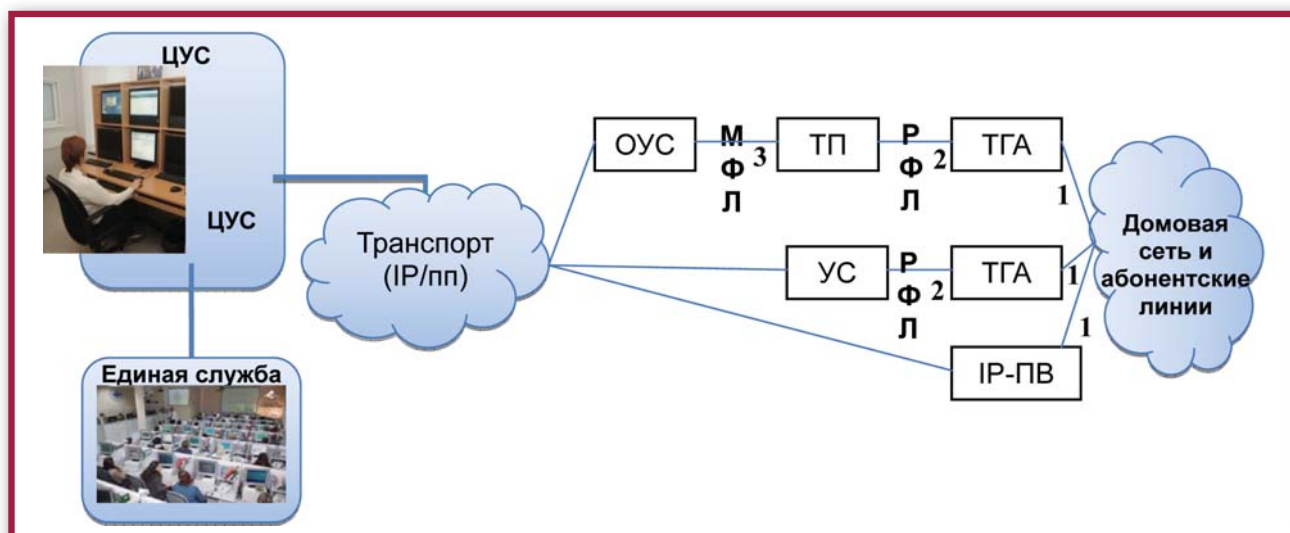 ЦУС
ЦУС
Единая служба
Транспорт
(IP/пп)
ОУС
М
Ф
Л
3
ТП
Р
Ф
Л
2
ТГА
1
УС
Р
Ф
Л
2
ТГА
1
IP-ПВ
1
Домовая
сеть и
абонентские
линии